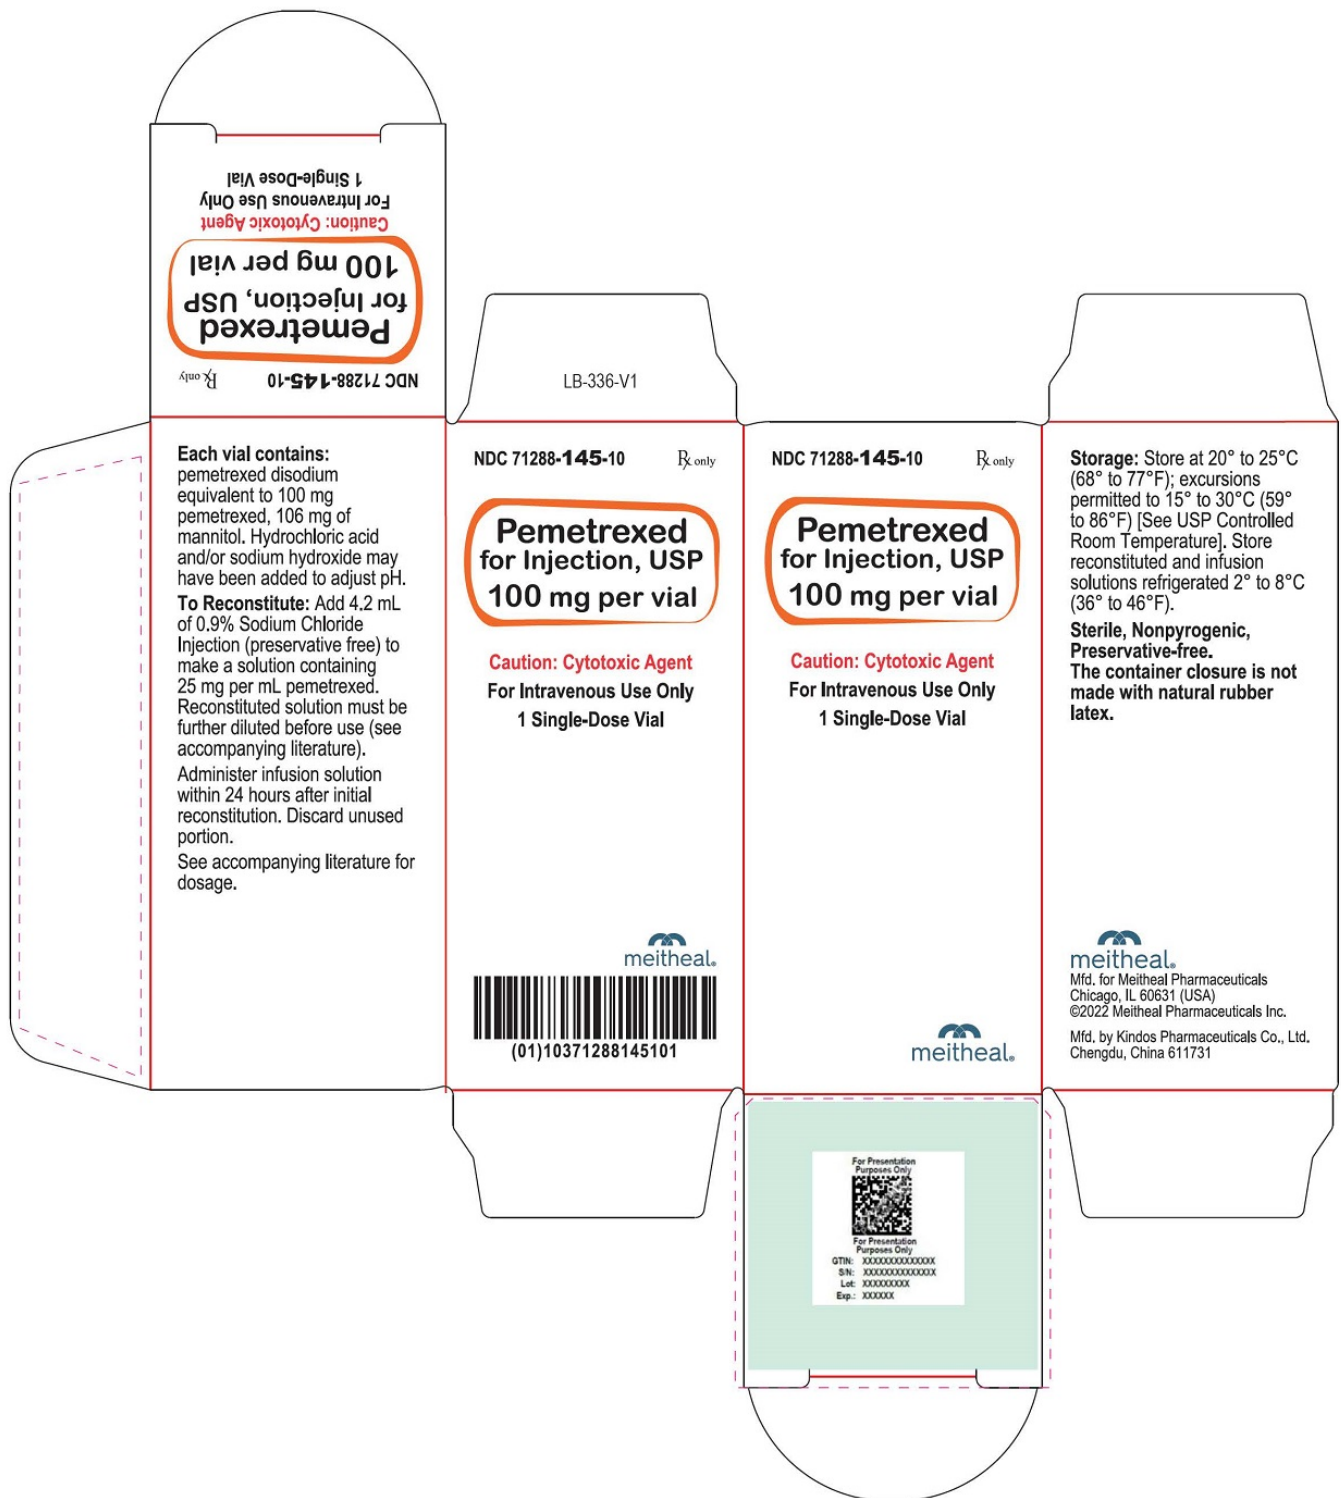 1 Single-Dose Vial
For Intravenous Use Only
Caution: Cytotoxic Agent
100 mg per vial
for Injection, USP
Pemetrexed
NDC 71288-145-10 Rx only
LB-336-V1
Each vial contains:
pemetrexed disodium
equivalent to 100 mg
pemetrexed, 106 mg of
mannitol. Hydrochloric acid
and/or sodium hydroxide may
have been added to adjust pH.
To Reconstitute: Add 4.2 mL
of 0.9% Sodium Chloride
Injection (preservative free) to
make a solution containing
25 mg per mL pemetrexed.
Reconstituted solution must be
further diluted before use (see
accompanying literature).
Administer infusion solution
within 24 hours after initial
reconstitution. Discard unused
portion.
See accompanying literature for
dosage.
NDC 71288-145-10 Rx only
Pemetrexed
for Injection, USP
100 mg per vial
Caution: Cytotoxic Agent
For Intravenous Use Only
1 Single-Dose Vial
meitheal®
(01)10371288145101
NDC 71288-145-10 Rx only
Pemetrexed
for Injection, USP
100 mg per vial
Caution: Cytotoxic Agent
For Intravenous Use Only
1 Single-Dose Vial
meitheal®
Storage: Store at 20° to 25°C
(68° to 77°F); excursions
permitted to 15° to 30°C (59°
to 86°F) [See USP Controlled
Room Temperature]. Store
reconstituted and infusion
solutions refrigerated 2° to 8°C
(36° to 46°F).
Sterile, Nonpyrogenic,
Preservative-free.
The container closure is not
made with natural rubber
latex.
meitheal®
Mfd. for Meitheal Pharmaceuticals
Chicago, IL 60631 (USA)
©2022 Meitheal Pharmaceuticals Inc.
Mfd. by Kindos Pharmaceuticals Co., Ltd.
Chengdu, China 611731
For Presentation
Purposes Only
For Presentation
Purposes Only
GTIN: XXXXXXXXXXXXXX
S/N: XXXXXXXXXXXXXX
Lot: XXXXXXXXX
Exp.: XXXXXX